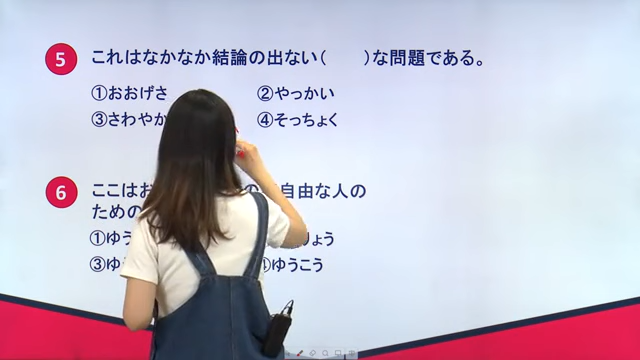 5 これはなかなか結論の出ない(　　)な問題である。
①おおげさ ②やっかい
③さわやか ④そっちょく
6 ここはお の 自由な人の
ための
①ゆう りょう
③ゆ ゆうこう